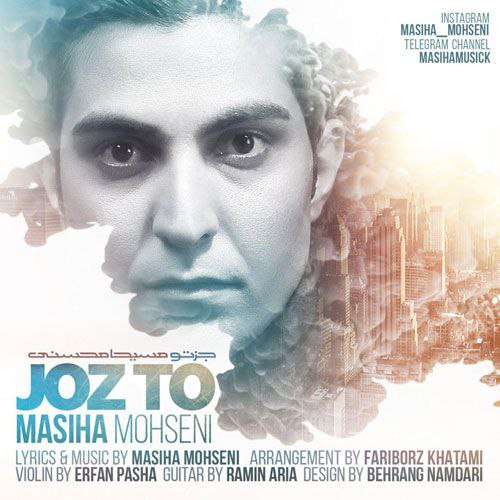 INSTAGRAM
MASIHA__MOHSENI
TELEGRAM CHANNEL
MASIHAMUSICK
جز تو مسیحا محسنی
JOZ TO
MASIHA MOHSENI
LYRICS & MUSIC BY MASIHA MOHSENI ARRANGEMENT BY FARIBORZ KHATAMI
VIOLIN BY ERFAN PASHA GUITAR BY RAMIN ARIA DESIGN BY BEHRANG NAMDARI